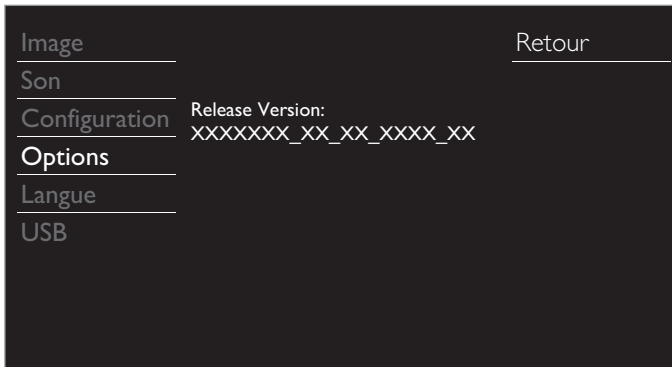 Image
Son
Configuration
Options
Langue
USB
Release Version:
XXXXXXX_XX_XX_XXXX_XX
Retour